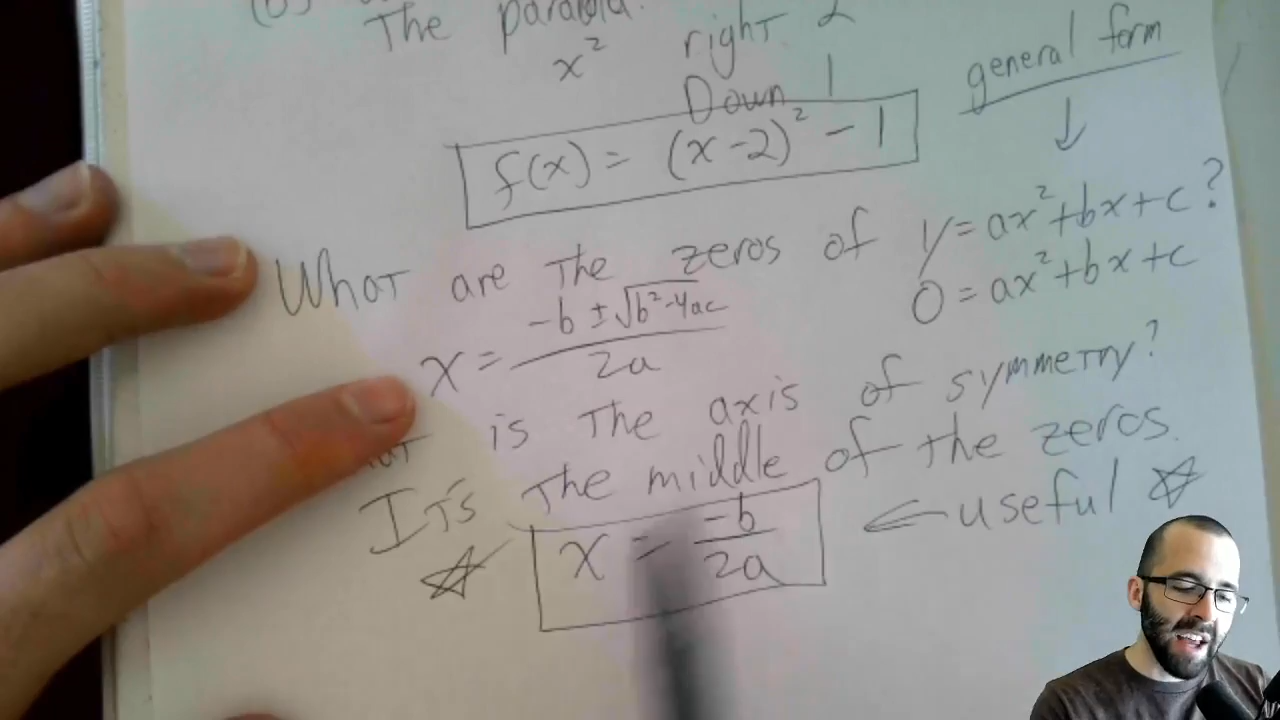 The parabola
x² right 2
Down 1
general form
f(x) = (x-2)² - 1
What are the zeros of y = ax² + bx + c?
0 = ax² + bx + c
x = (-b ± √(b²-4ac)) / 2a
is the axis of symmetry?
It's the middle of the zeros.
x = -b / 2a ← useful ☆